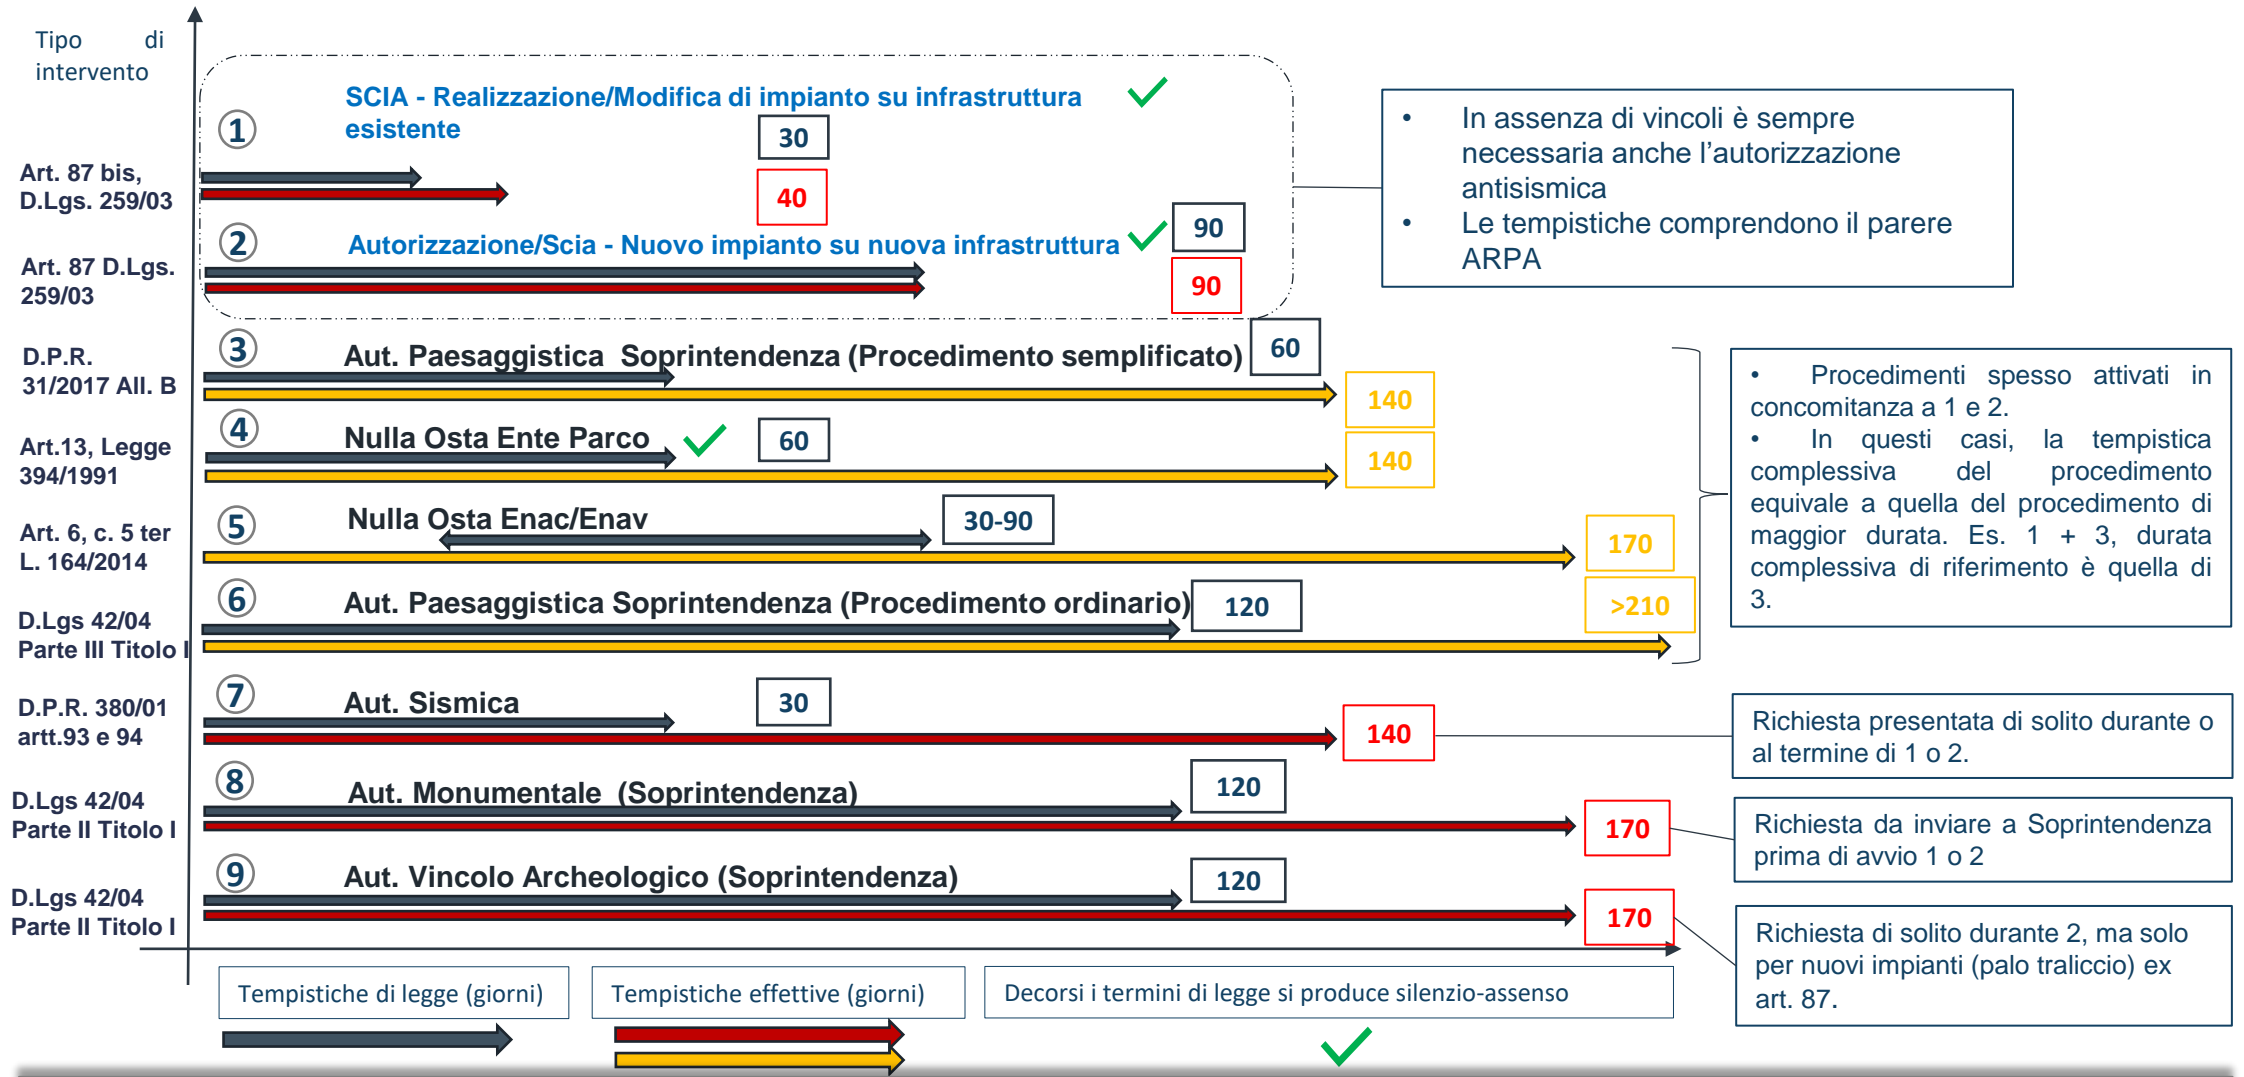 Tipo di
intervento
1
SCIA - Realizzazione/Modifica di impianto su infrastruttura
esistente
30
40
Art. 87 bis,
D.Lgs. 259/03
2
Autorizzazione/Scia - Nuovo impianto su nuova infrastruttura
90
90
Art. 87 D.Lgs.
259/03
• In assenza di vincoli è sempre
necessaria anche l'autorizzazione
antisismica
• Le tempistiche comprendono il parere
ARPA
3
Aut. Paesaggistica Soprintendenza (Procedimento semplificato)
60
140
D.P.R.
31/2017 All. B
4
Nulla Osta Ente Parco
60
140
Art.13, Legge
394/1991
5
Nulla Osta Enac/Enav
30-90
170
Art. 6, c. 5 ter
L. 164/2014
6
Aut. Paesaggistica Soprintendenza (Procedimento ordinario)
120
>210
D.Lgs 42/04
Parte III Titolo I
• Procedimenti spesso attivati in
concomitanza a 1 e 2.
• In questi casi, la tempistica
complessiva del procedimento
equivale a quella del procedimento di
maggior durata. Es. 1 + 3, durata
complessiva di riferimento è quella di
3.
7
Aut. Sismica
30
140
D.P.R. 380/01
artt.93 e 94
Richiesta presentata di solito durante o
al termine di 1 o 2.
8
Aut. Monumentale (Soprintendenza)
120
170
D.Lgs 42/04
Parte II Titolo I
Richiesta da inviare a Soprintendenza
prima di avvio 1 o 2
9
Aut. Vincolo Archeologico (Soprintendenza)
120
170
D.Lgs 42/04
Parte II Titolo I
Richiesta di solito durante 2, ma solo
per nuovi impianti (palo traliccio) ex
art. 87.
Tempistiche di legge (giorni)
Tempistiche effettive (giorni)
Decorsi i termini di legge si produce silenzio-assenso